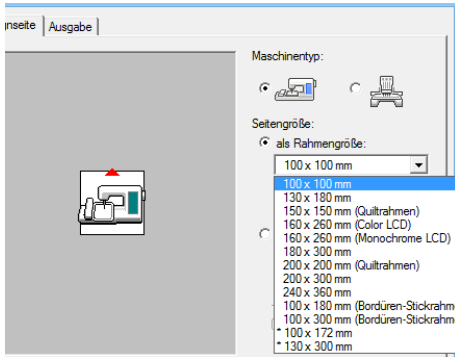 Ausgabe
Maschinentyp:
Seitengröße:
als Rahmengröße:
100 x 100 mm
100 x 100 mm
130 x 180 mm
150 x 150 mm (Quiltrahmen)
160 x 260 mm (Color LCD)
160 x 260 mm (Monochrome LCD)
180 x 300 mm
200 x 200 mm (Quiltrahmen)
200 x 300 mm
240 x 360 mm
100 x 180 mm (Bordüren-Stickrahm
100 x 300 mm (Bordüren-Stickrahm
* 100 x 172 mm
* 130 x 300 mm